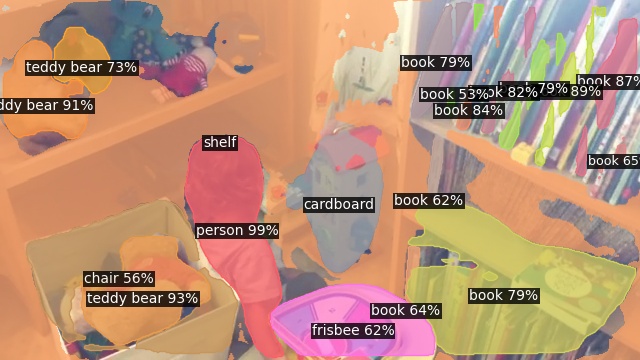 teddy bear 73%
ddy bear 91%
shelf
person 99%
cardboard
chair 56%
teddy bear 93%
book 79%
book 53%
ok 82%
79%
89%
book 87%
book 84%
book 65
book 62%
book 79%
book 64%
frisbee 62%